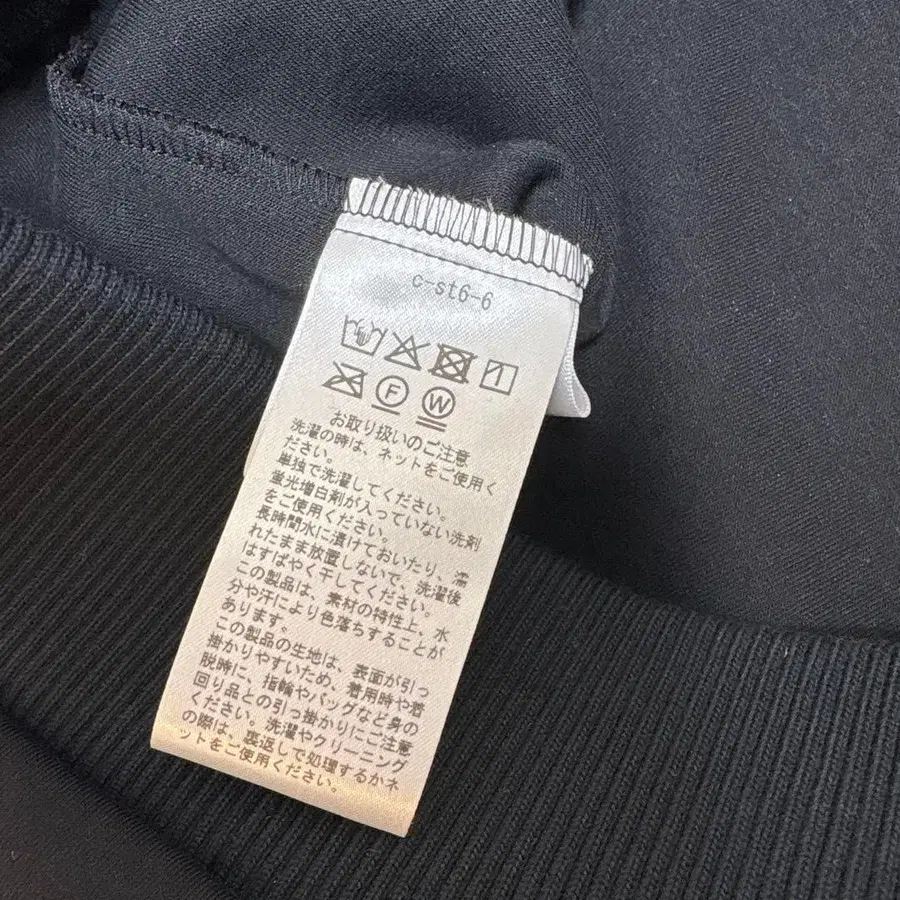 c-st6-6
F W
お取り扱いのご注意
洗濯の時は、ネットをご使用く
ださい。
単独で洗濯してください。
蛍光増白剤が入っていない洗剤
をご使用ください。
長時間水に漬けておいたり、濡
れたまま放置しないで、洗濯後
はすばやく干してください。
この製品は、素材の特性上、水
分や汗により色落ちすることが
あります。
この製品の生地は、表面が引っ
掛かりやすいため、着用時や着
脱時に、指輪やバッグなど身の
回り品との引っ掛かりにご注意
ください。洗濯やクリーニング
の際は、裏返しで処理するかネ
ットをご使用ください。